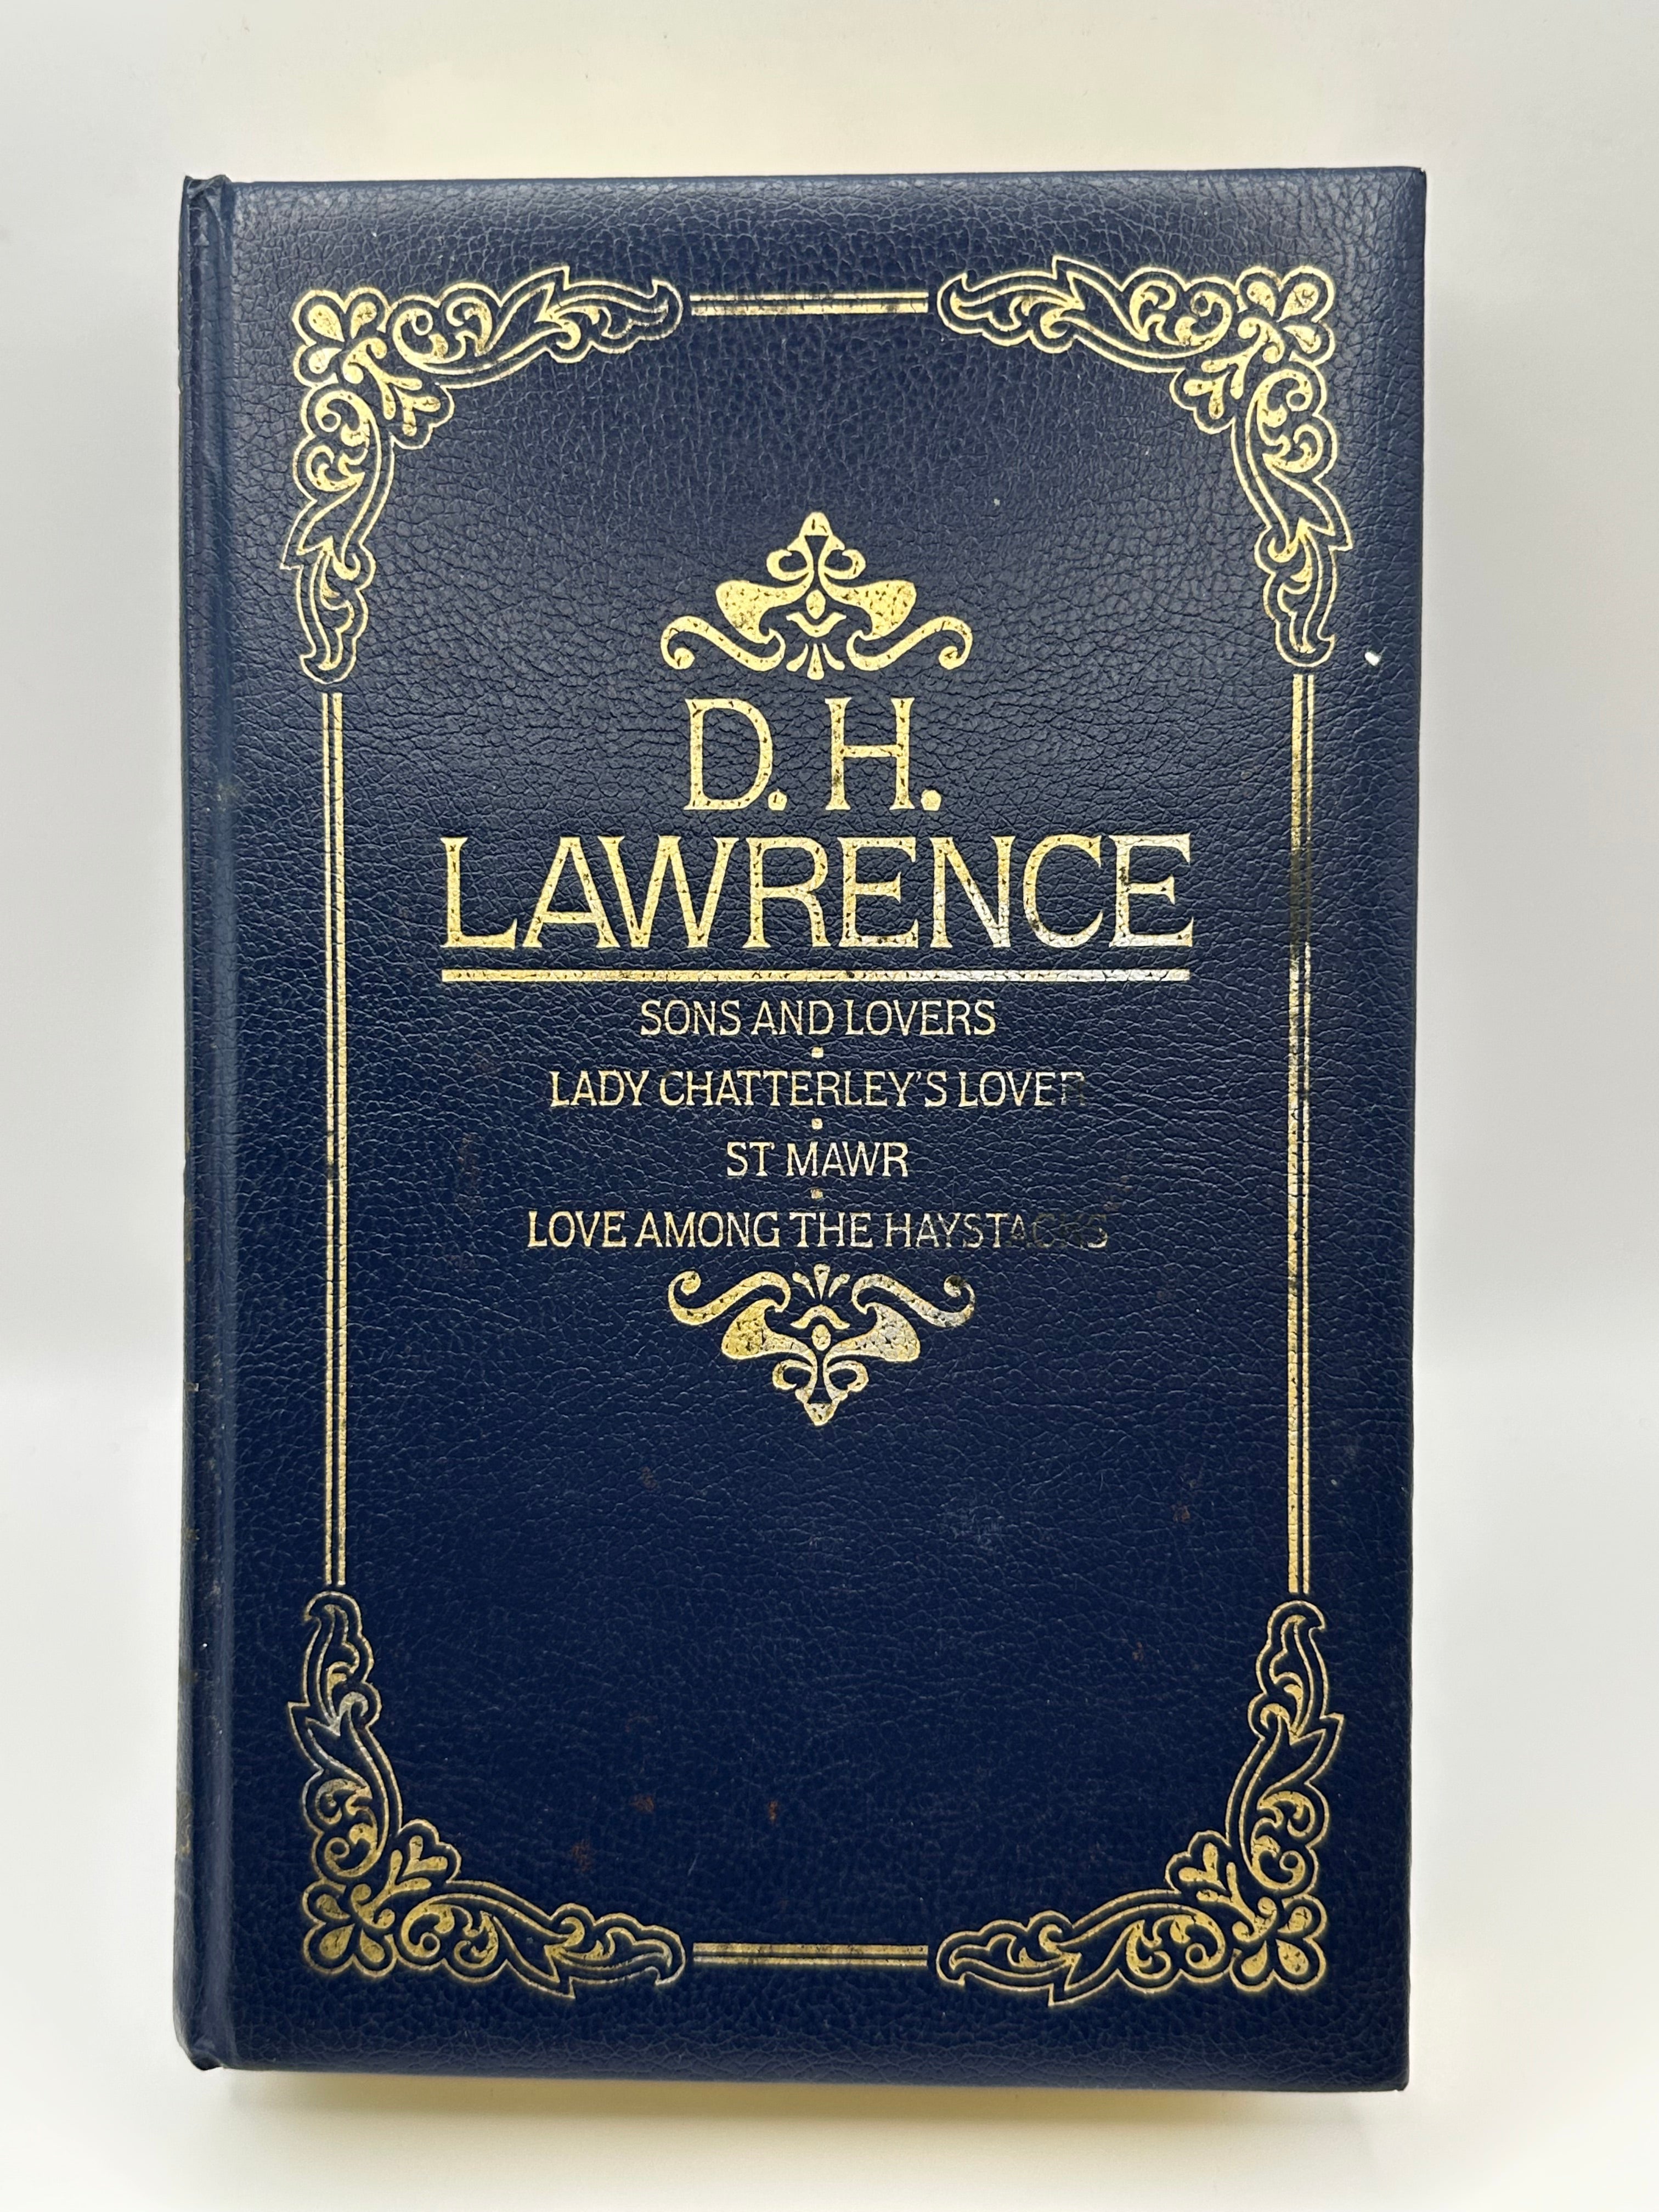 D. H.
LAWRENCE
SONS AND LOVERS
LADY CHATTERLEY'S LOVER
ST MAWR
LOVE AMONG THE HAYSTACKS